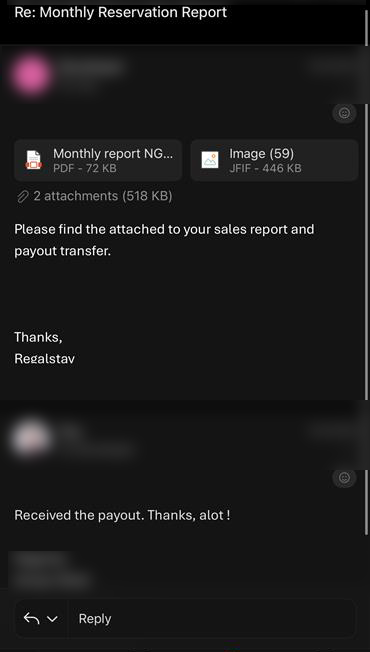 Re: Monthly Reservation Report
Monthly report NG...
PDF - 72 KB
Image (59)
JFIF - 446 KB
2 attachments (518 KB)
Please find the attached to your sales report and
payout transfer.
Thanks,
Regalstay
Received the payout. Thanks, alot !
Reply